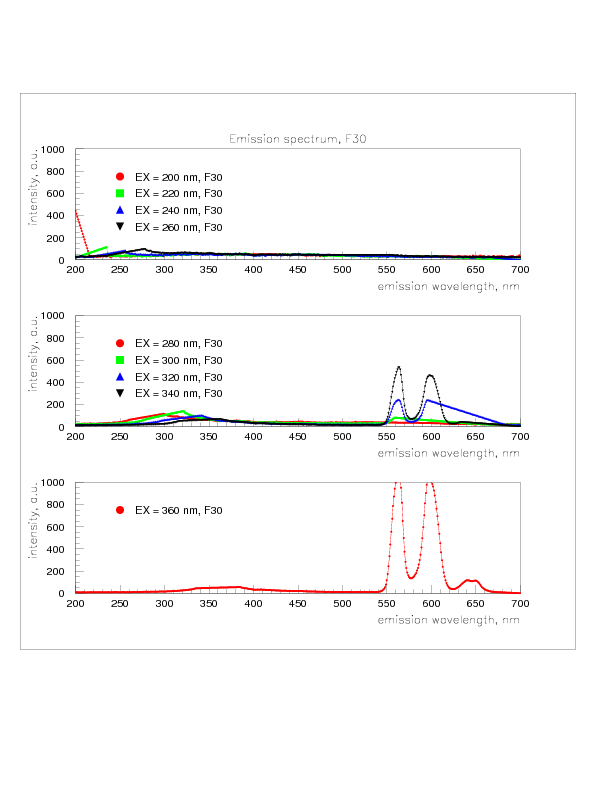 Emission spectrum, F30
intensity, a.u.
1000
800
600
400
200
0
EX = 200 nm, F30
EX = 220 nm, F30
EX = 240 nm, F30
EX = 260 nm, F30
200 250 300 350 400 450 500 550 600 650 700
emission wavelength, nm
intensity, a.u.
1000
800
600
400
200
0
EX = 280 nm, F30
EX = 300 nm, F30
EX = 320 nm, F30
EX = 340 nm, F30
200 250 300 350 400 450 500 550 600 650 700
emission wavelength, nm
intensity, a.u.
1000
800
600
400
200
0
EX = 360 nm, F30
200 250 300 350 400 450 500 550 600 650 700
emission wavelength, nm